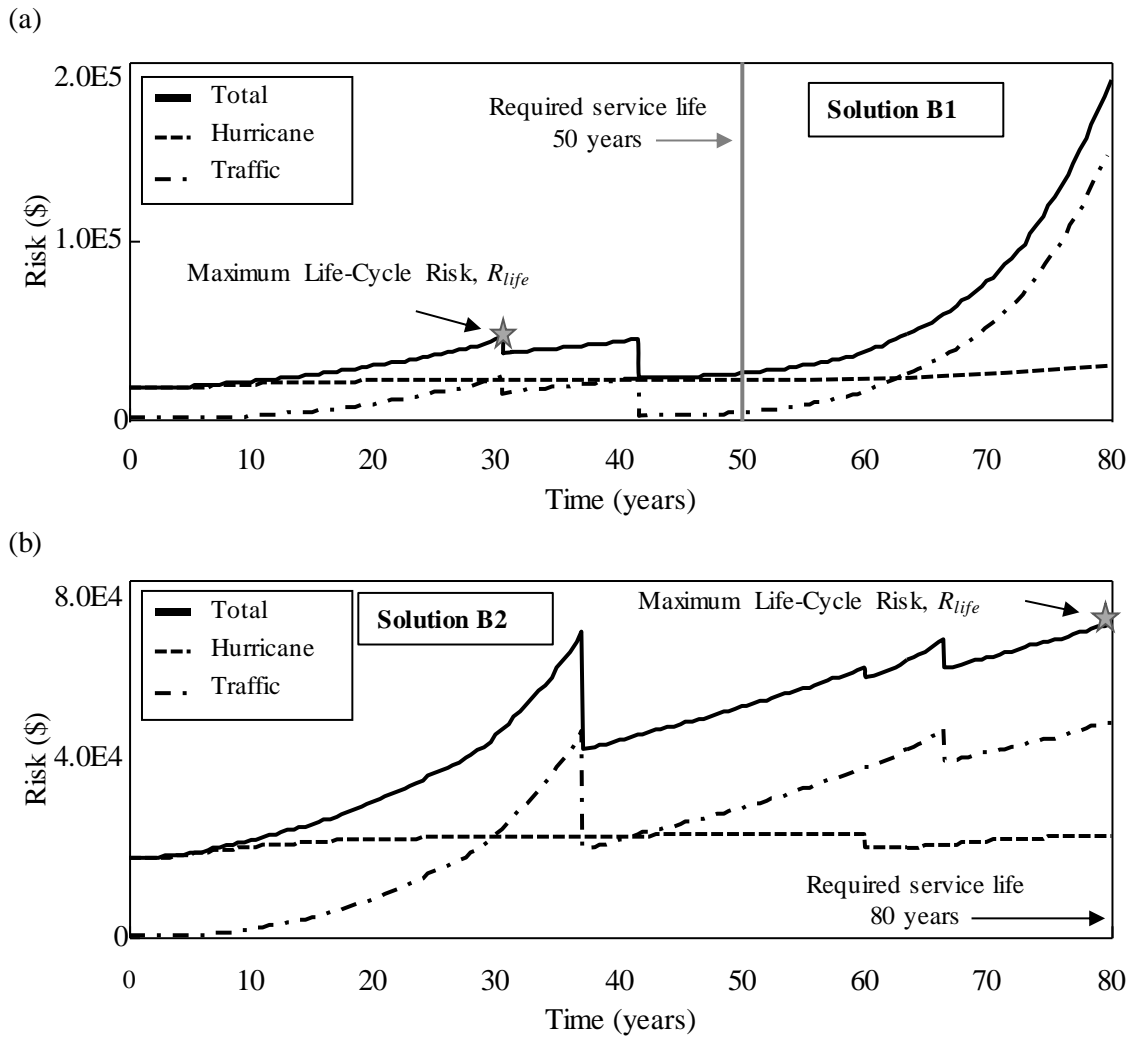 (a)
2.0E5
1.0E5
0
Risk ($)
Total
Hurricane
Traffic
Required service life
50 years
Solution B1
Maximum Life-Cycle Risk, Rlife
0 10 20 30 40 50 60 70 80
Time (years)
(b)
8.0E4
4.0E4
0
Risk ($)
Total
Hurricane
Traffic
Solution B2
Maximum Life-Cycle Risk, Rlife
Required service life
80 years
0 10 20 30 40 50 60 70 80
Time (years)